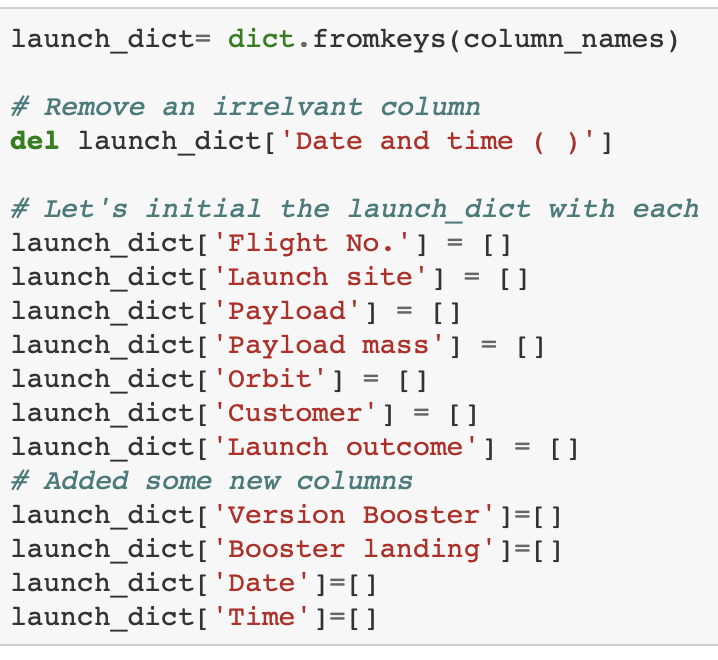 launch_dict= dict.fromkeys(column_names)
# Remove an irrelvant column
del launch_dict['Date and time ( )']
# Let's initial the launch_dict with each
launch_dict['Flight No.'] = []
launch_dict['Launch site'] = []
launch_dict['Payload'] = []
launch_dict['Payload mass'] = []
launch_dict['Orbit'] = []
launch_dict['Customer'] = []
launch_dict['Launch outcome'] = []
# Added some new columns
launch_dict['Version Booster']=[]
launch_dict['Booster landing']=[]
launch_dict['Date']=[]
launch_dict['Time']=[]